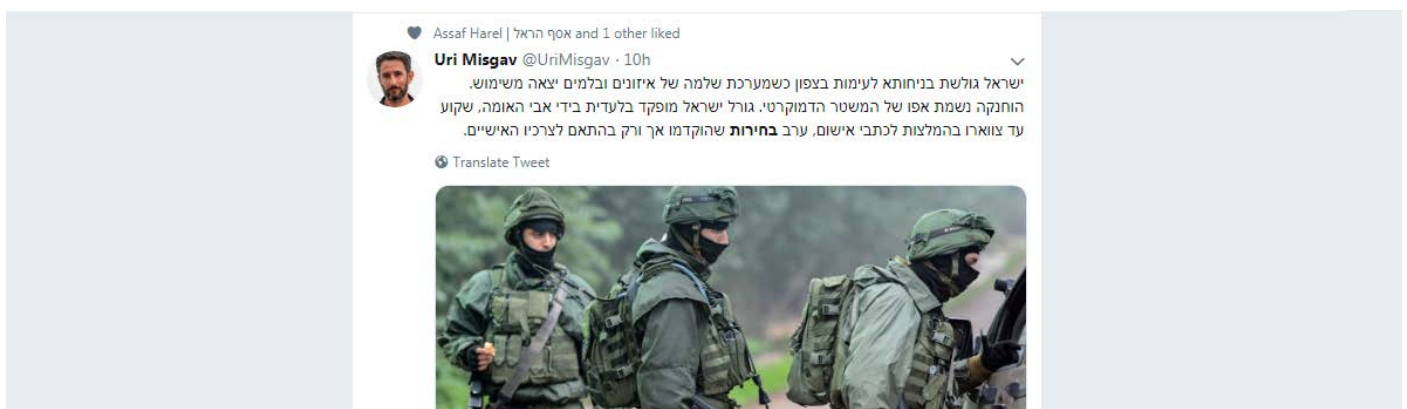 Assaf Harel | אסף הראל and 1 other liked
Uri Misgav @UriMisgav · 10h
ישראל גולשת בניחותא לעימות בצפון כשמערכת שלמה של איזונים ובלמים יצאה משימוש.
הוחנקה נשמת אפו של המשטר הדמוקרטי. גורל ישראל מופקד בלעדית בידי אבי האומה, שקוע
עד צווארו בהמלצות לכתבי אישום, ערב בחירות שהוקדמו אך ורק בהתאם לצרכיו האישיים.
Translate Tweet